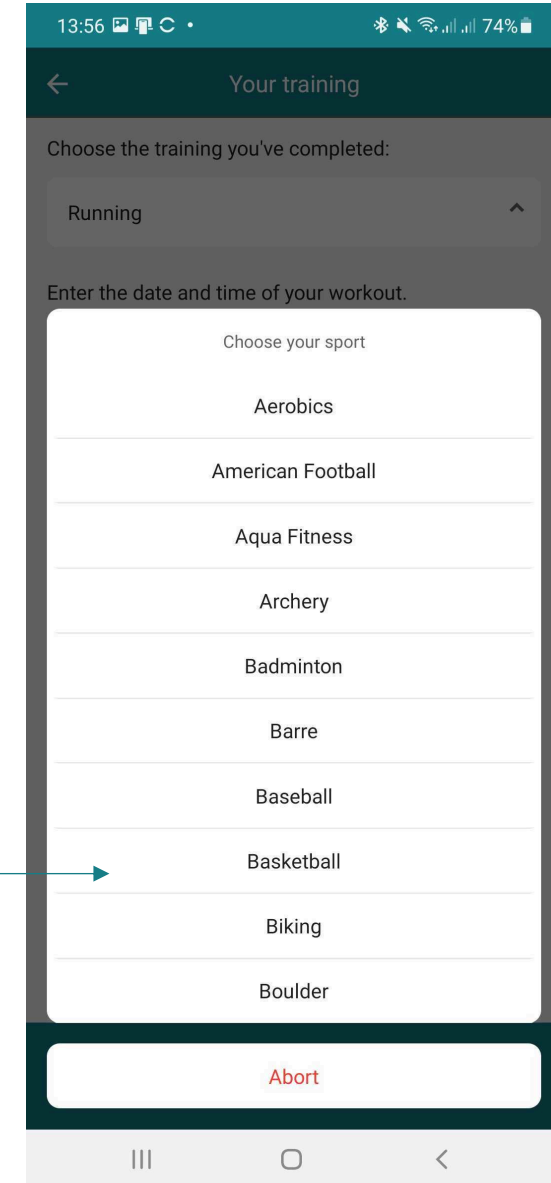 13:56 74%
Your training
Choose the training you've completed:
Running
Enter the date and time of your workout.
Choose your sport
Aerobics
American Football
Aqua Fitness
Archery
Badminton
Barre
Baseball
Basketball
Biking
Boulder
Abort